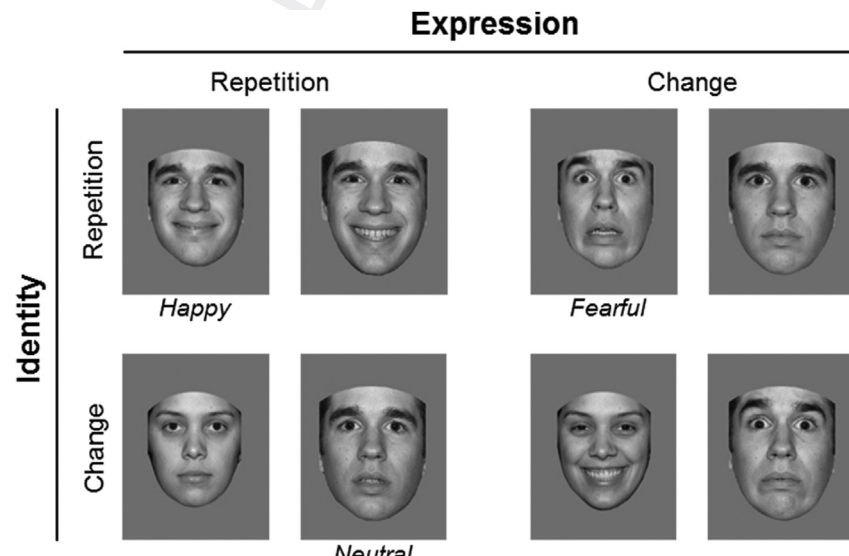 Expression
Repetition Change
Identity
Repetition
Happy Fearful
Change
Neutral